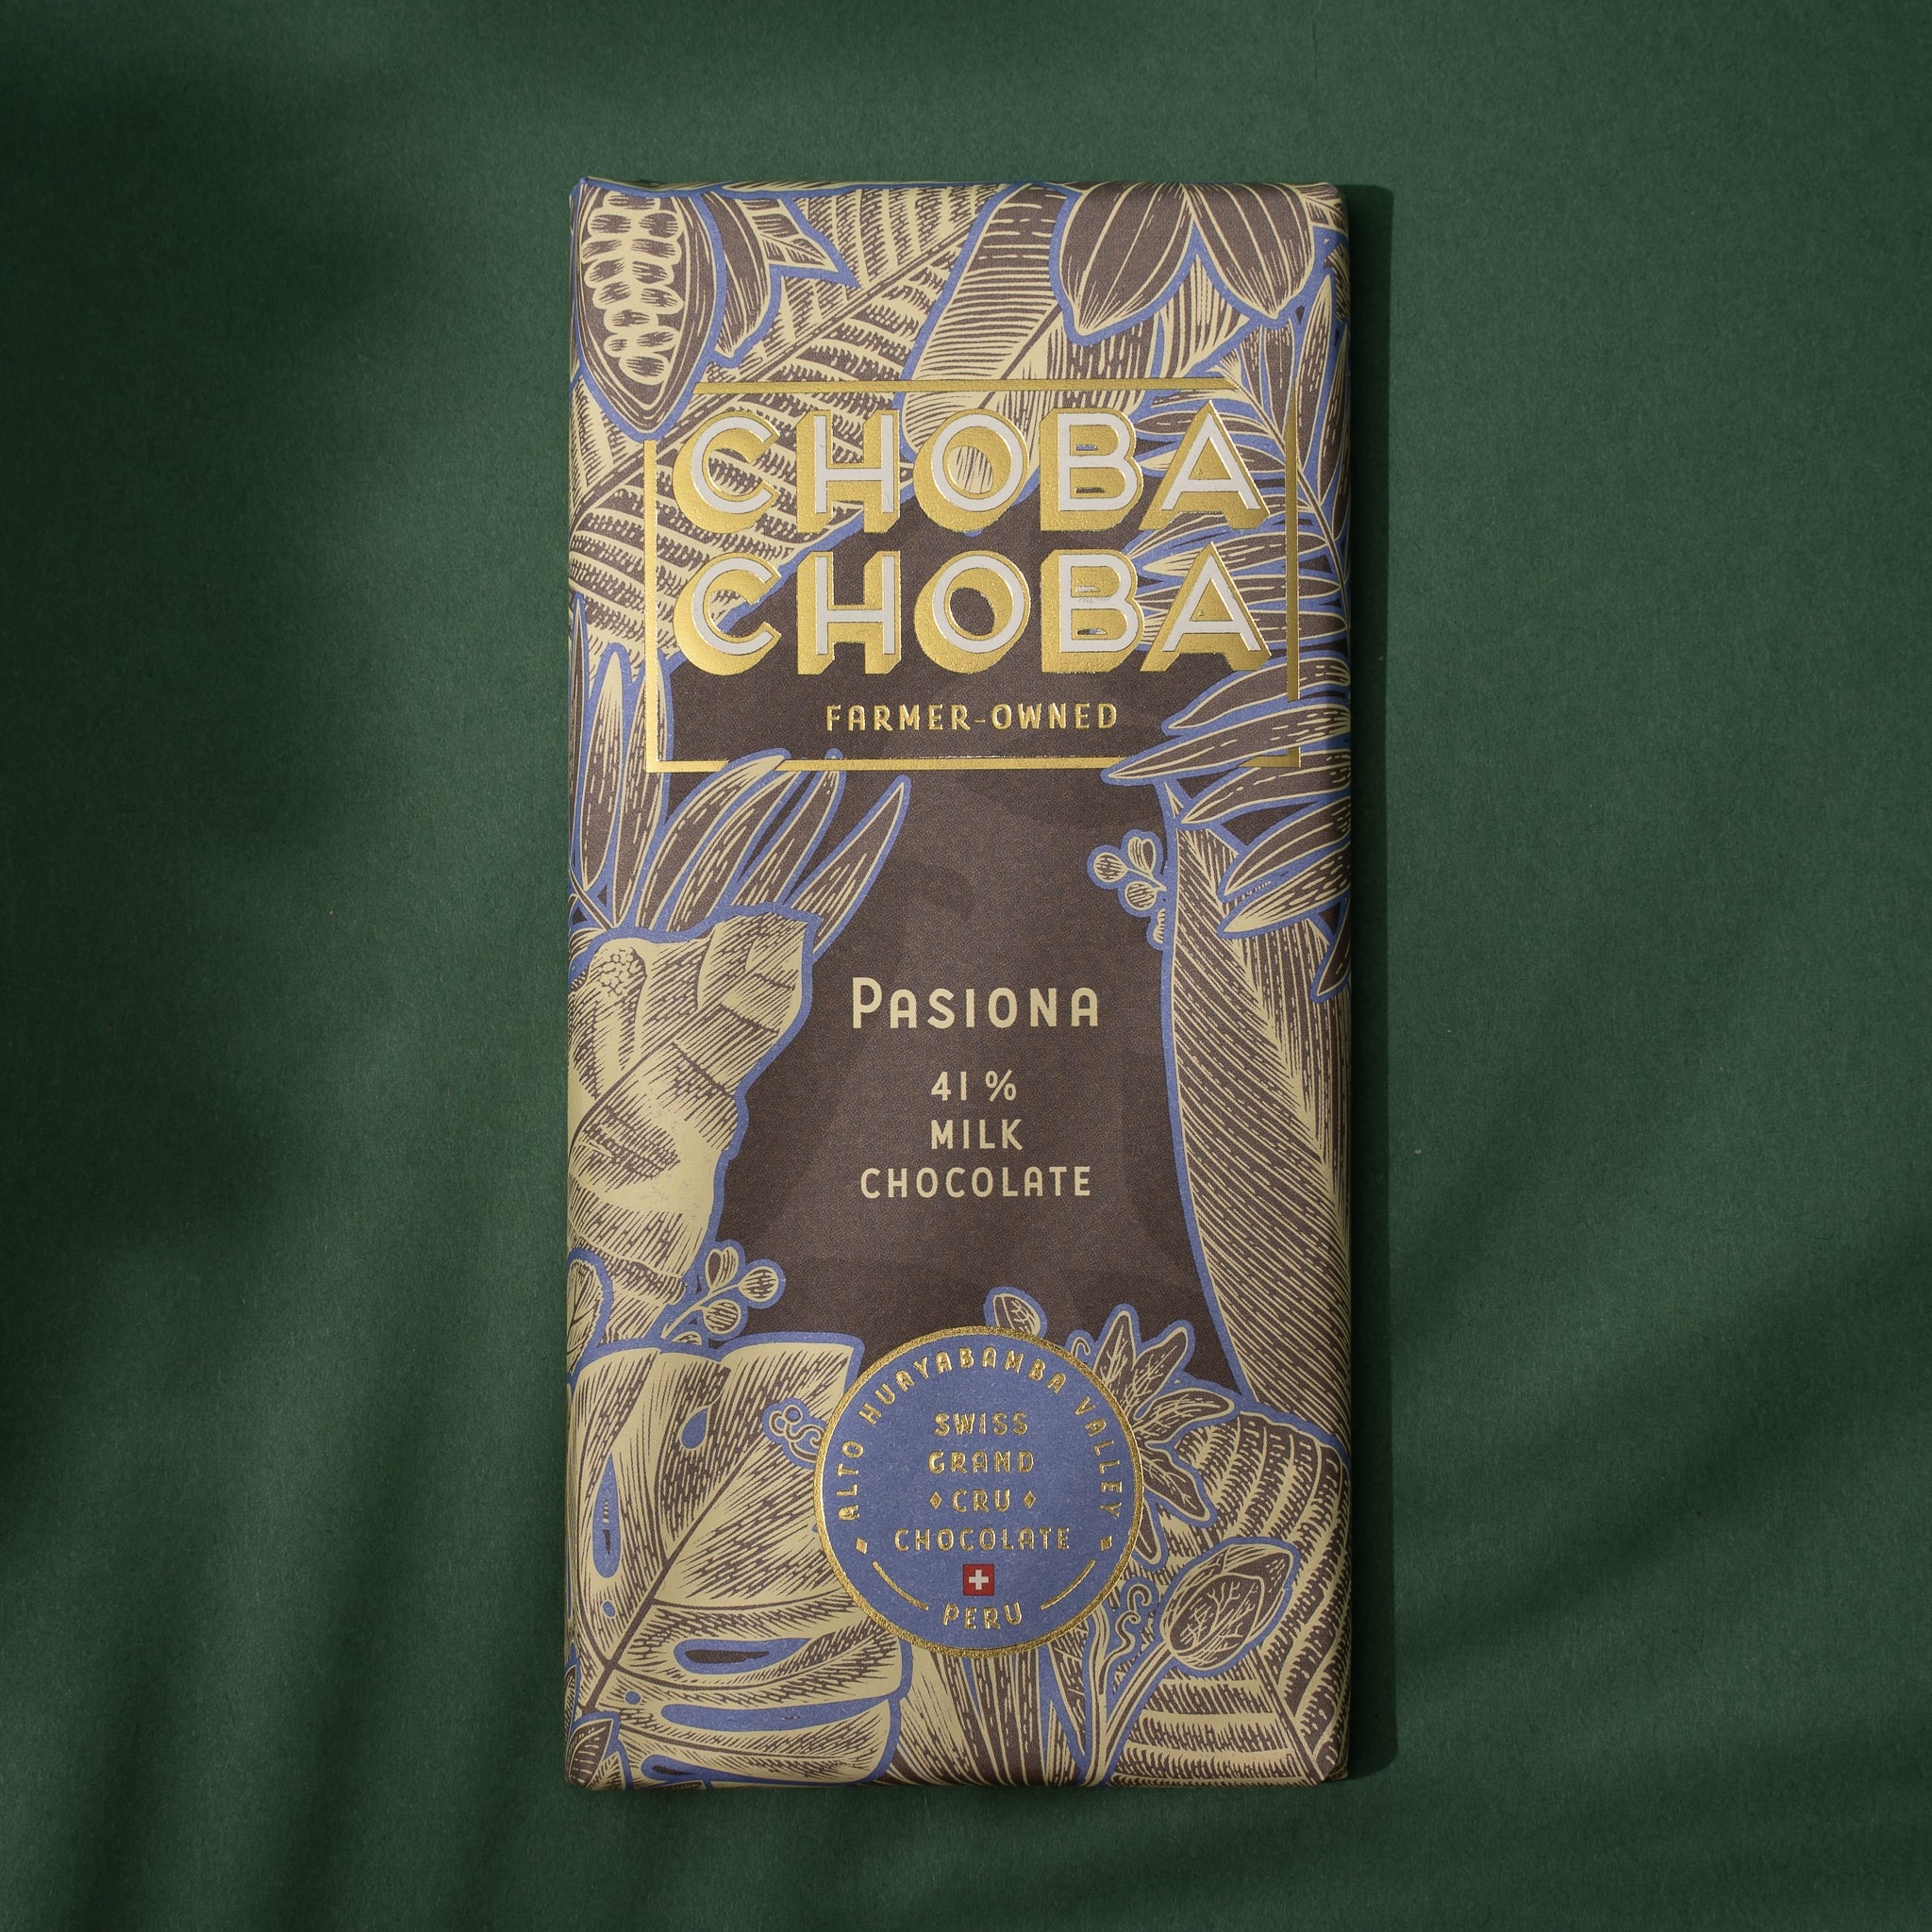 CHOBA
CHOBA
FARMER-OWNED
PASIONA
41 %
MILK
CHOCOLATE
ALTO HUAYABAMBA VALLEY
SWISS
GRAND
CRU
CHOCOLATE
PERU